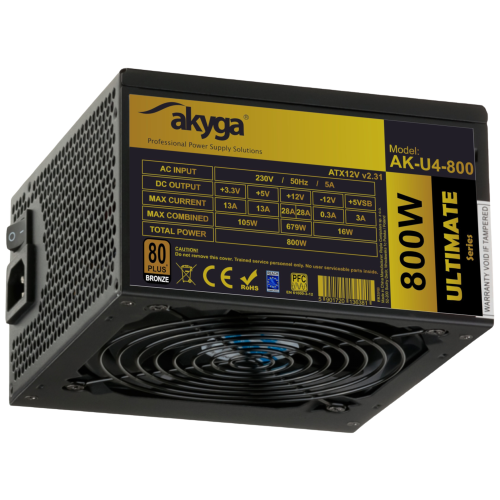 akyga
Professional Power Supply Solutions
Model:
AK-U4-800
AC INPUT 230V / 50Hz / 5A ATX12V v2.31
DC OUTPUT +3.3V +5V +12V -12V +5VSB
MAX CURRENT 13A 13A 28A 28A 0.3A 3A
MAX COMBINED 105W 679W 16W
TOTAL POWER 800W
80
PLUS
BRONZE
CAUTION!
Do not remove this cover. Trained service personnel only. No user serviceable parts inside.
CE
PFC
800W
ULTIMATE
Series
WARRANTY VOID IF TAMPERED